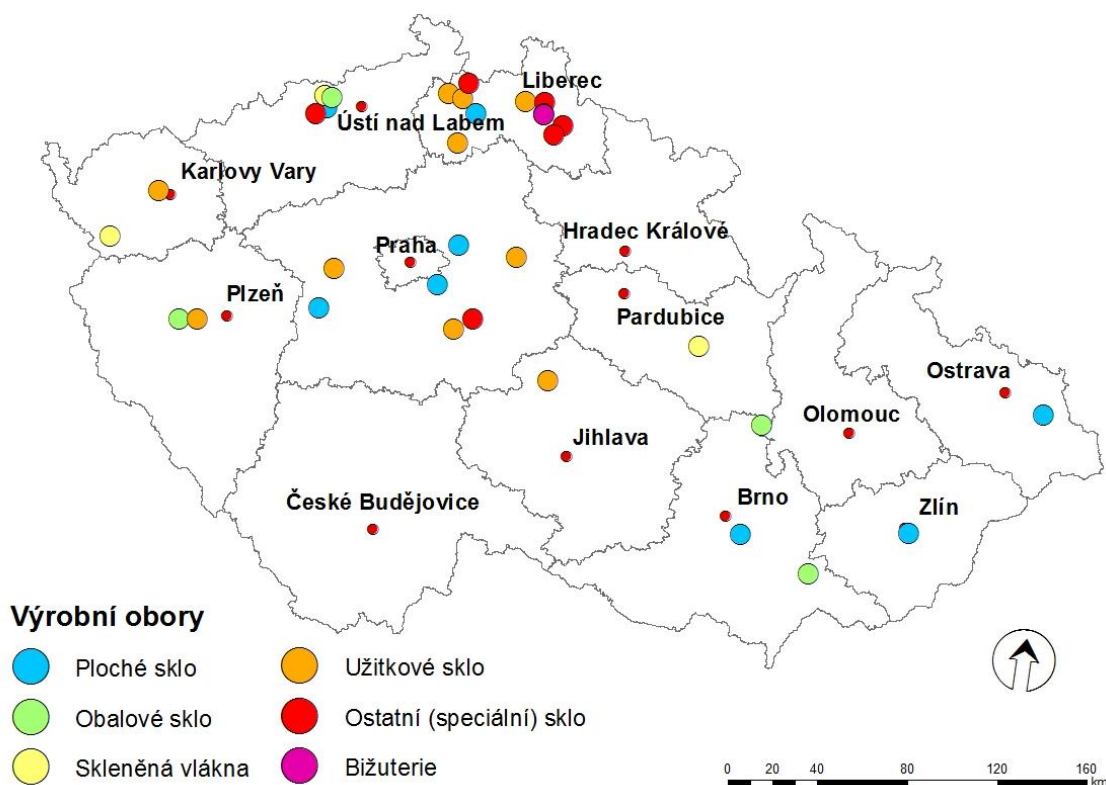 Liberec
Ústí nad Labem
Karlovy Vary
Hradec Králové
Praha
Plzeň
Pardubice
Ostrava
Olomouc
Jihlava
České Budějovice
Brno
Zlín
Výrobní obory
Ploché sklo
Užitkové sklo
Obalové sklo
Ostatní (speciální) sklo
Skleněná vlákna
Bižuterie
0 20 40 80 120 160
km